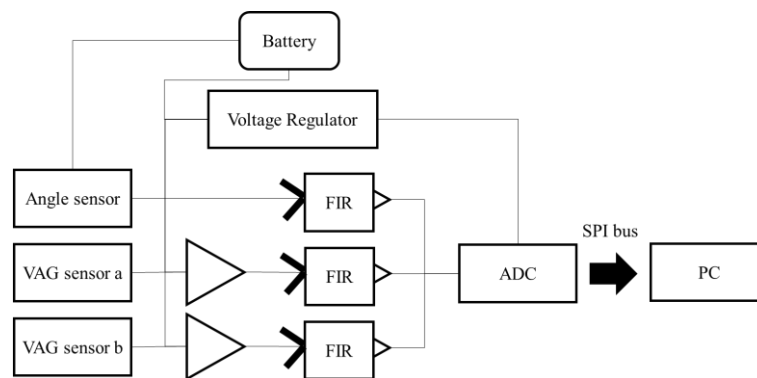 Battery
Voltage Regulator
Angle sensor
FIR
SPI bus
VAG sensor a
FIR
ADC
PC
VAG sensor b
FIR